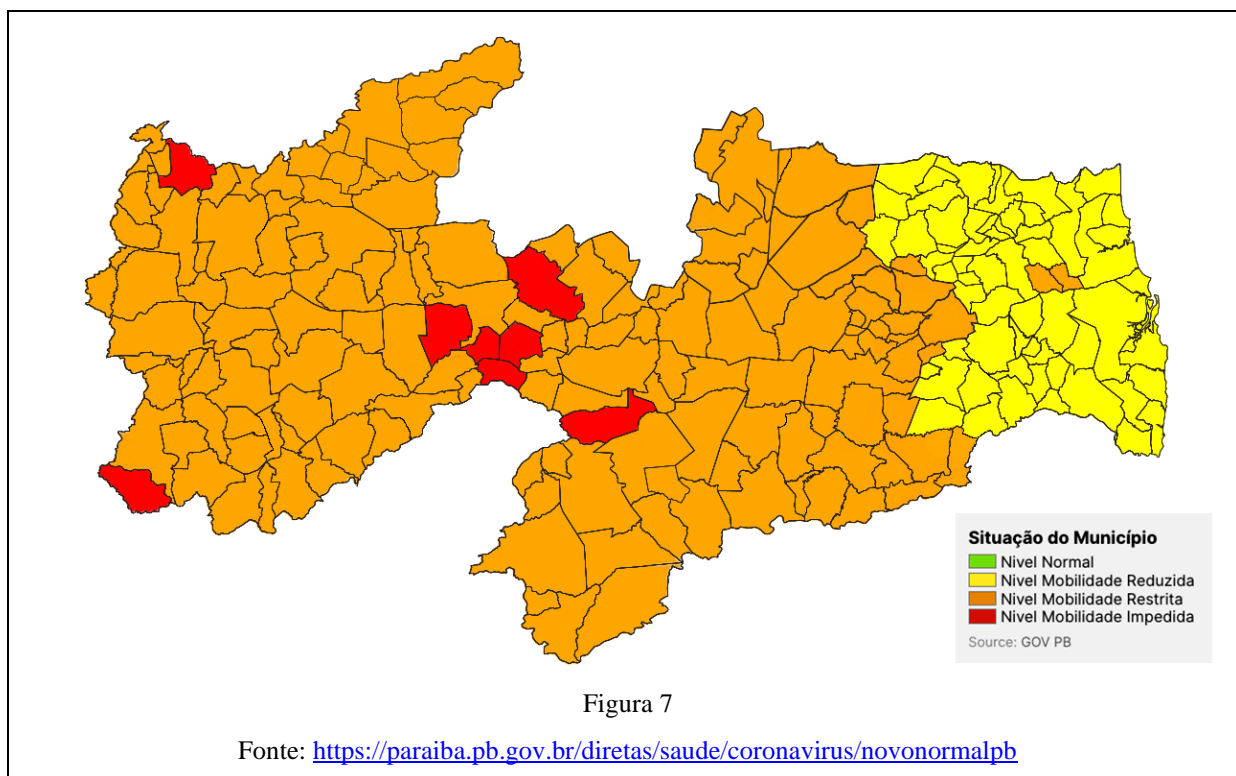 Situação do Município
Nivel Normal
Nivel Mobilidade Reduzida
Nivel Mobilidade Restrita
Nivel Mobilidade Impedida
Source: GOV PB
Figura 7
Fonte: https://paraiba.pb.gov.br/diretas/saude/coronavirus/novonormalpb